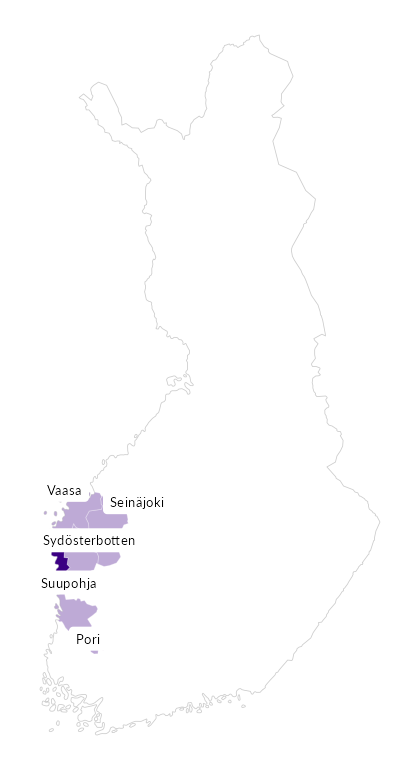 Vaasa
Seinäjoki
Sydösterbotten
Suupohja
Pori